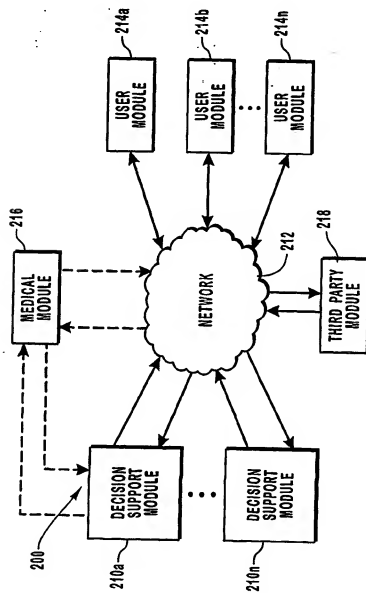 200
216
MEDICAL
MODULE
214a
USER
MODULE
214b
USER
MODULE
214n
USER
MODULE
212
NETWORK
218
THIRD PARTY
MODULE
DECISION
SUPPORT
MODULE
210a
DECISION
SUPPORT
MODULE
210n